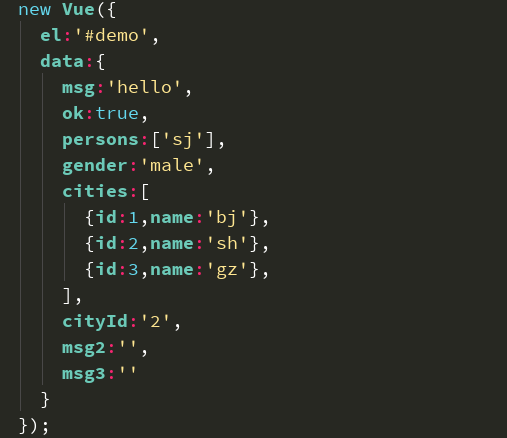 new Vue({
el:'#demo',
data:{
msg:'hello',
ok:true,
persons:['sj'],
gender:'male',
cities:[
{id:1,name:'bj'},
{id:2,name:'sh'},
{id:3,name:'gz'},
],
cityId:'2',
msg2:'',
msg3:''
}
});